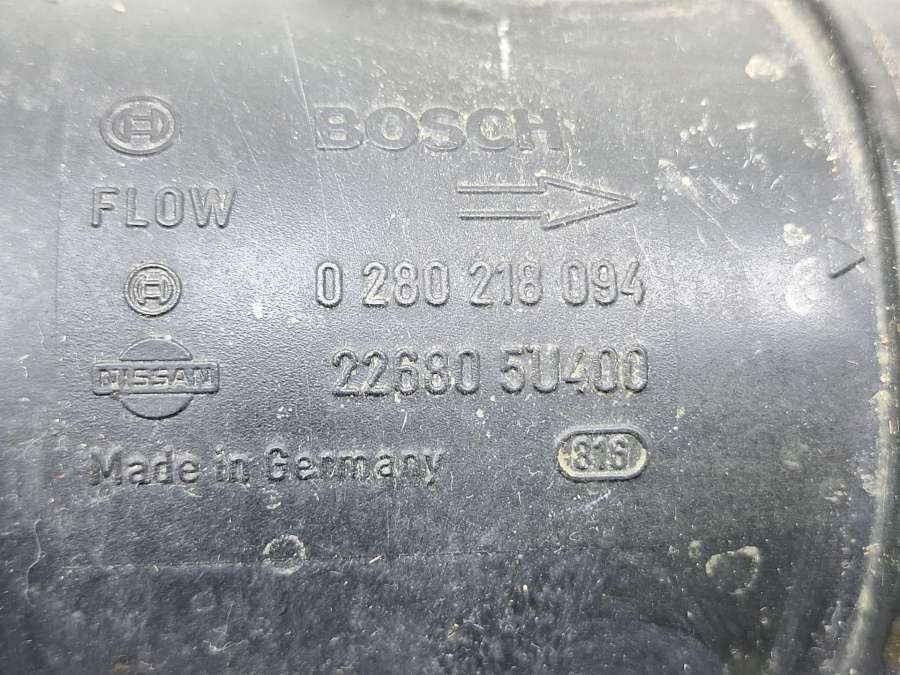 BOSCH
FLOW
0 280 218 094
NISSAN 22680 5U400
Made in Germany 816